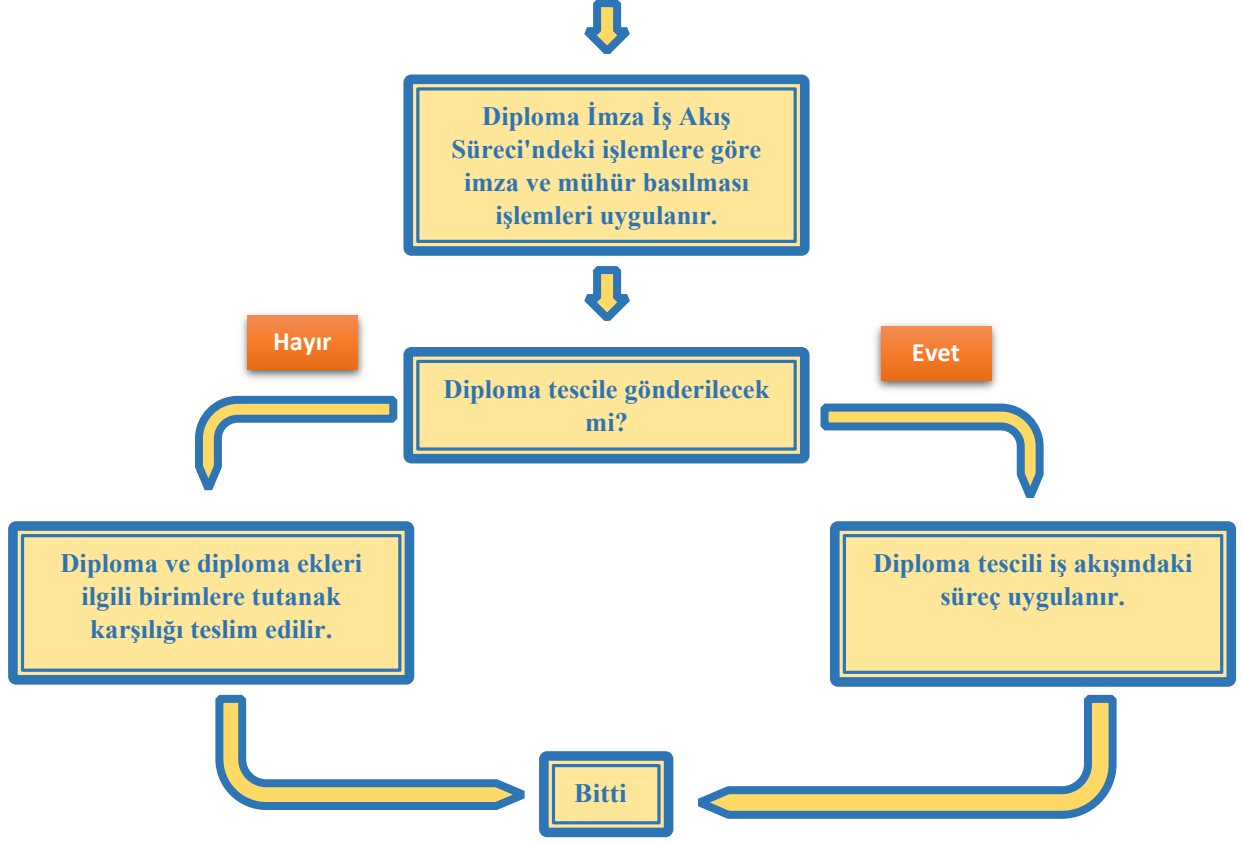 Diploma İmza İş Akış
Süreci'ndeki işlemlere göre
imza ve mühür basılması
işlemleri uygulanır.
Hayır
Evet
Diploma tescile gönderilecek
mi?
Diploma ve diploma ekleri
ilgili birimlere tutanak
karşılığı teslim edilir.
Diploma tescili iş akışındaki
süreç uygulanır.
Bitti